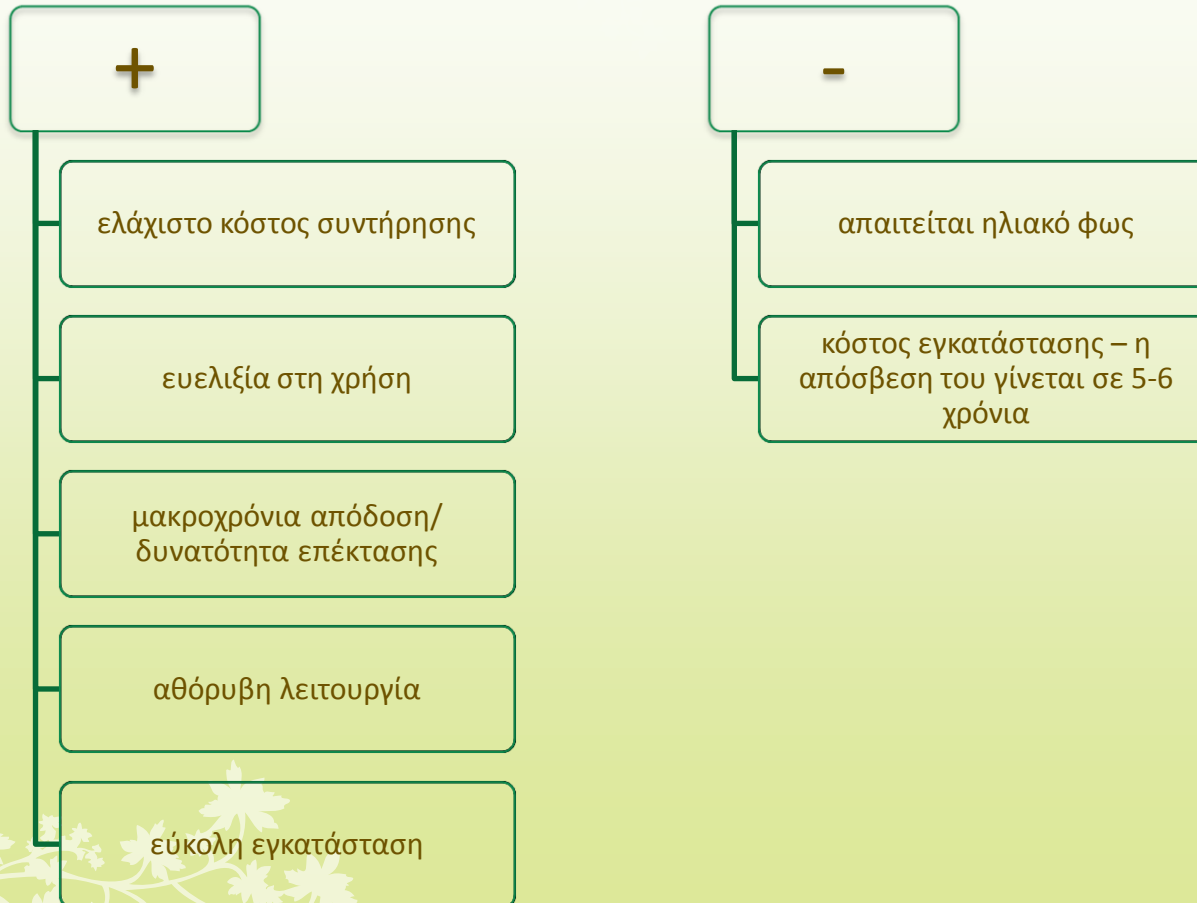 +
ελάχιστο κόστος συντήρησης
ευελιξία στη χρήση
μακροχρόνια απόδοση/
δυνατότητα επέκτασης
αθόρυβη λειτουργία
εύκολη εγκατάσταση
-
απαιτείται ηλιακό φως
κόστος εγκατάστασης – η
απόσβεση του γίνεται σε 5-6
χρόνια